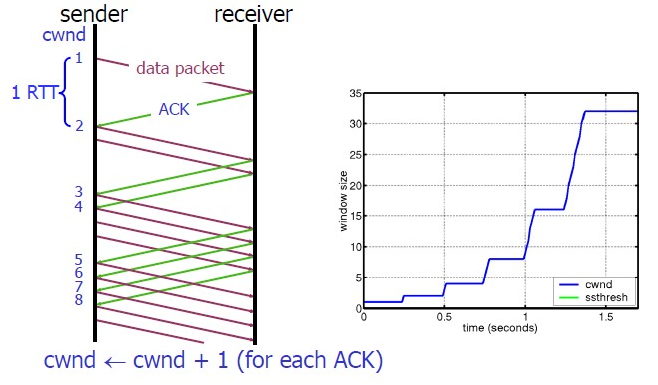 sender
receiver
cwnd
1
data packet
1 RTT
ACK
2
3
4
5
6
7
8
cwnd ← cwnd + 1 (for each ACK)
35
30
25
20
15
10
5
0
window size
0
0.5
1
1.5
time (seconds)
cwnd
ssthresh